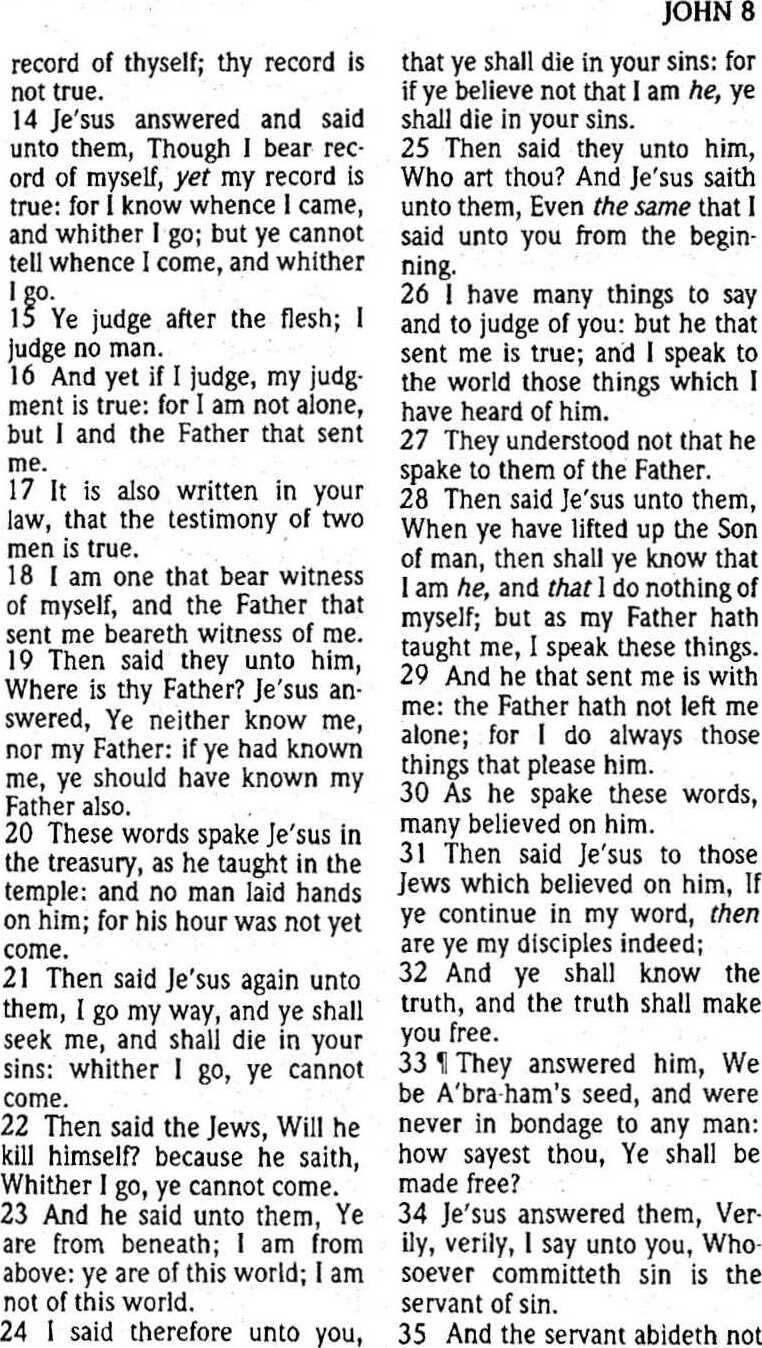 JOHN 8
record of thyself; thy record is
not true.
14 Je'sus answered and said
unto them, Though I bear rec-
ord of myself, yet my record is
true: for I know whence I came,
and whither I go; but ye cannot
tell whence I come, and whither
I go.
15 Ye judge after the flesh; I
judge no man.
16 And yet if I judge, my judg-
ment is true: for I am not alone,
but I and the Father that sent
me.
17 It is also written in your
law, that the testimony of two
men is true.
18 I am one that bear witness
of myself, and the Father that
sent me beareth witness of me.
19 Then said they unto him,
Where is thy Father? Je'sus an-
swered, Ye neither know me,
nor my Father: if ye had known
me, ye should have known my
Father also.
20 These words spake Je'sus in
the treasury, as he taught in the
temple: and no man laid hands
on him; for his hour was not yet
come.
21 Then said Je'sus again unto
them, I go my way, and ye shall
seek me, and shall die in your
sins: whither I go, ye cannot
come.
22 Then said the Jews, Will he
kill himself? because he saith,
Whither I go, ye cannot come.
23 And he said unto them, Ye
are from beneath; I am from
above: ye are of this world; I am
not of this world.
24 I said therefore unto you,
that ye shall die in your sins: for
if ye believe not that I am he, ye
shall die in your sins.
25 Then said they unto him,
Who art thou? And Je'sus saith
unto them, Even the same that I
said unto you from the begin-
ning.
26 I have many things to say
and to judge of you: but he that
sent me is true; and I speak to
the world those things which I
have heard of him.
27 They understood not that he
spake to them of the Father.
28 Then said Je'sus unto them,
When ye have lifted up the Son
of man, then shall ye know that
I am he, and that I do nothing of
myself; but as my Father hath
taught me, I speak these things.
29 And he that sent me is with
me: the Father hath not left me
alone; for I do always those
things that please him.
30 As he spake these words,
many believed on him.
31 Then said Je'sus to those
Jews which believed on him, If
ye continue in my word, then
are ye my disciples indeed;
32 And ye shall know the
truth, and the truth shall make
you free.
33 ¶ They answered him, We
be A'bra-ham's seed, and were
never in bondage to any man:
how sayest thou, Ye shall be
made free?
34 Je'sus answered them, Ver-
ily, verily, I say unto you, Who-
soever committeth sin is the
servant of sin.
35 And the servant abideth not